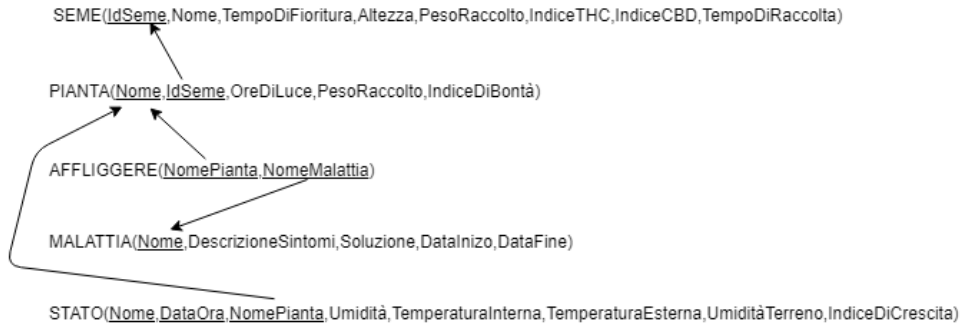 SEME(IdSeme,Nome,TempoDiFioritura,Altezza,PesoRaccolto,IndiceTHC,IndiceCBD,TempoDiRaccolta)
PIANTA(Nome,IdSeme,OreDiLuce,PesoRaccolto,IndiceDiBontà)
AFFLIGGERE(NomePianta,NomeMalattia)
MALATTIA(Nome,DescrizioneSintomi,Soluzione,DataInizo,DataFine)
STATO(Nome,DataOra,NomePianta,Umidità,TemperaturaInterna,TemperaturaEsterna,UmiditàTerreno,IndiceDiCrescita)